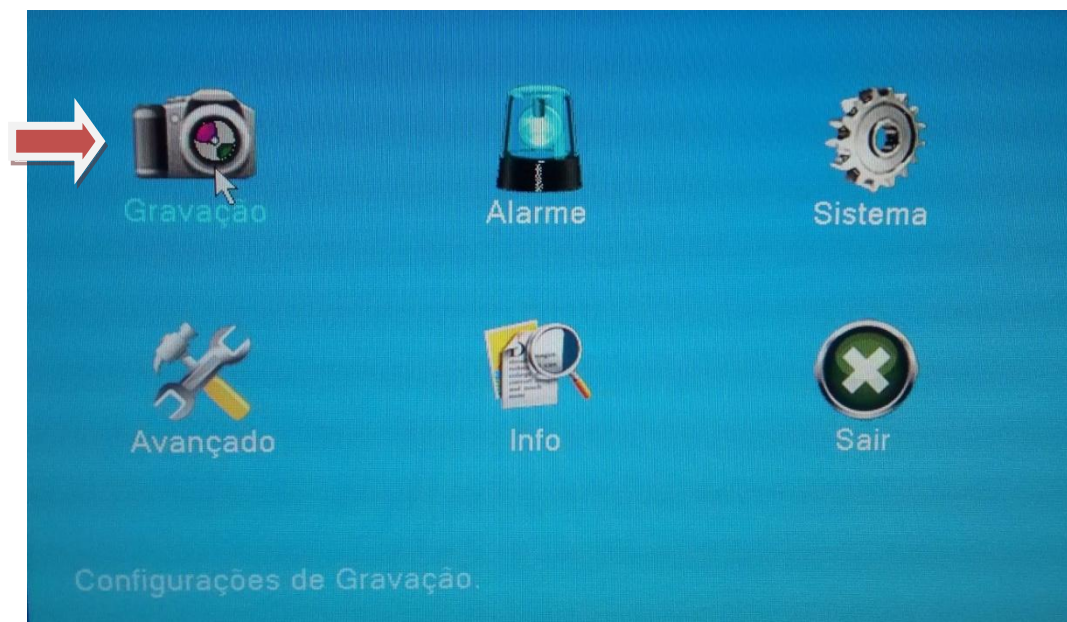 Gravação
Alarme
Sistema
Avançado
Info
Sair
Configurações de Gravação.